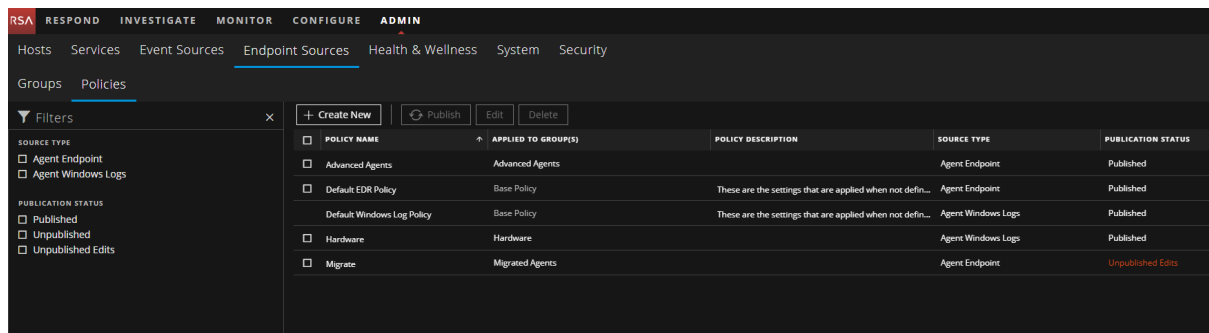 RSA RESPOND INVESTIGATE MONITOR CONFIGURE ADMIN
Hosts Services Event Sources Endpoint Sources Health & Wellness System Security
Groups Policies
Filters ×
SOURCE TYPE
Agent Endpoint
Agent Windows Logs
PUBLICATION STATUS
Published
Unpublished
Unpublished Edits
+ Create New Publish Edit Delete
POLICY NAME ↑ APPLIED TO GROUP(S) POLICY DESCRIPTION SOURCE TYPE PUBLICATION STATUS
Advanced Agents Advanced Agents Agent Endpoint Published
Default EDR Policy Base Policy These are the settings that are applied when not defin... Agent Endpoint Published
Default Windows Log Policy Base Policy These are the settings that are applied when not defin... Agent Windows Logs Published
Hardware Hardware Agent Windows Logs Published
Migrate Migrated Agents Agent Endpoint Unpublished Edits